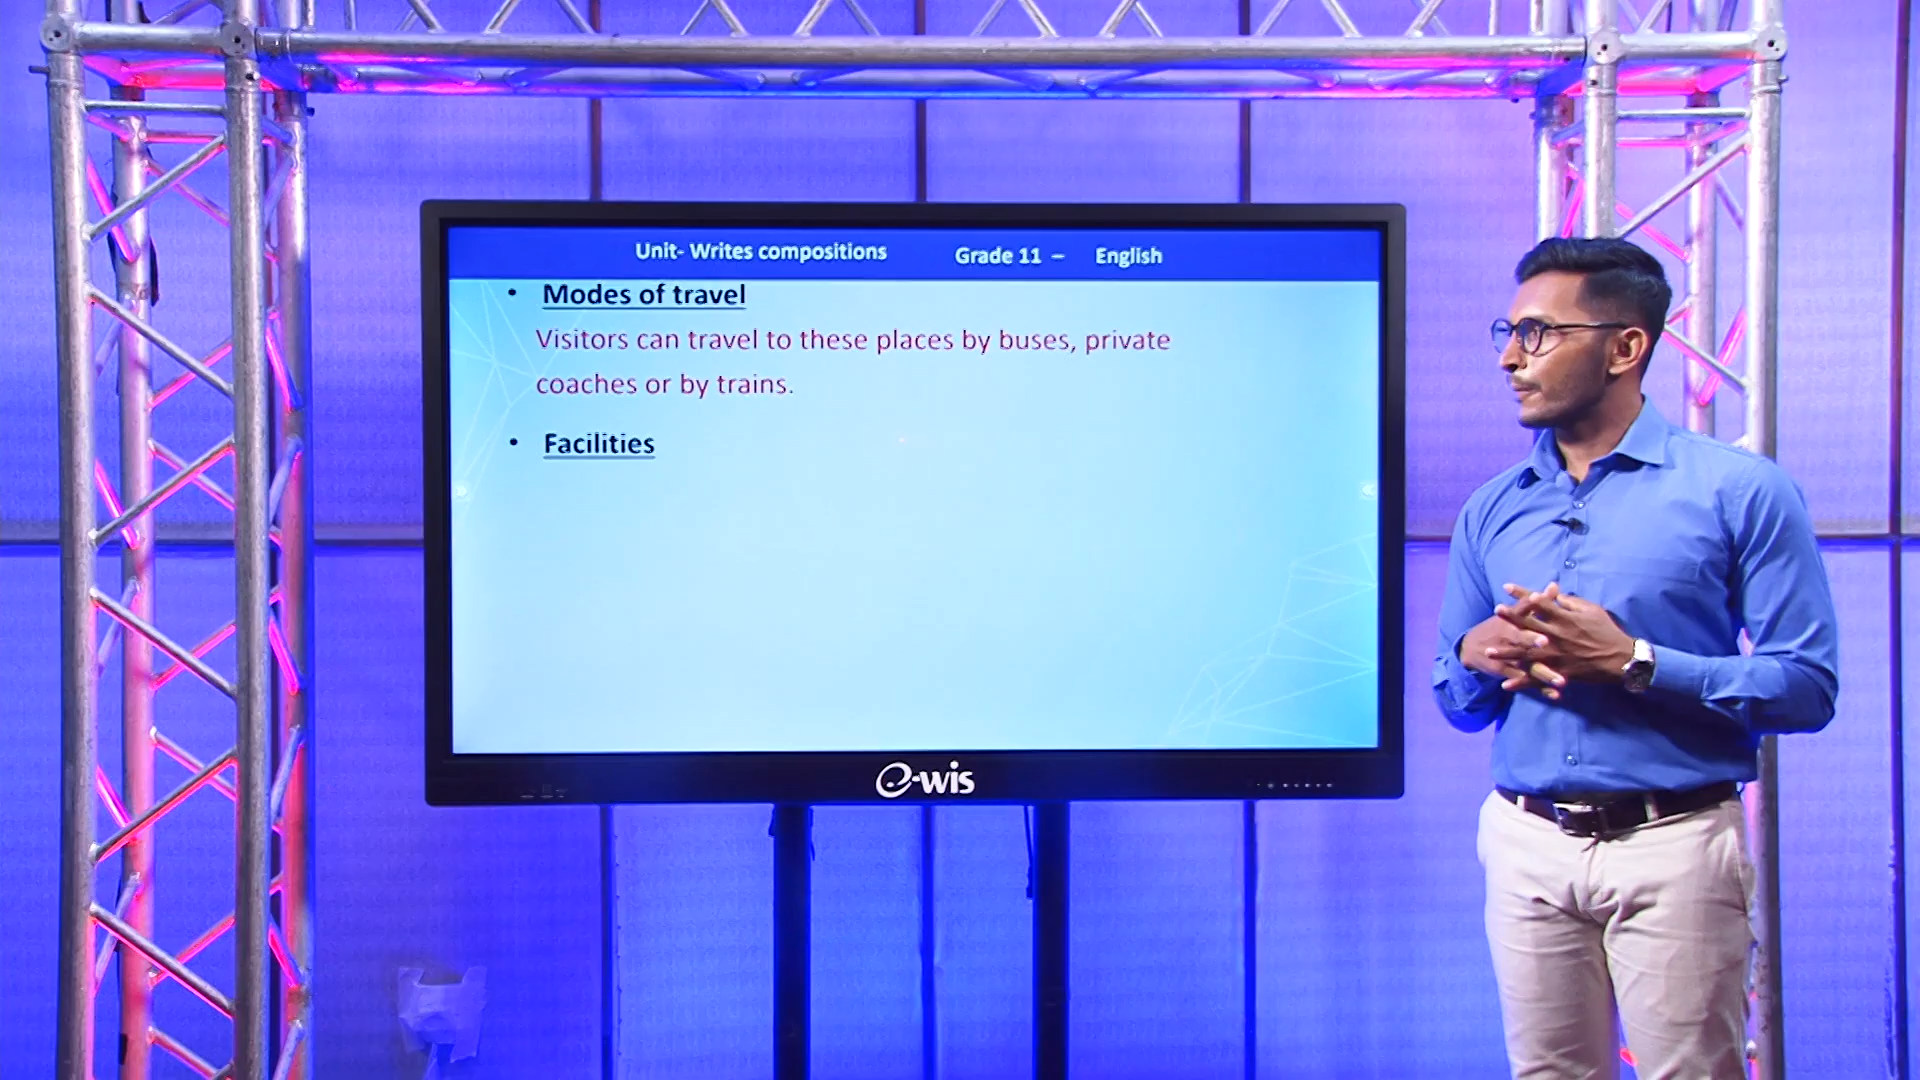 Unit- Writes compositions Grade 11 – English
• Modes of travel
Visitors can travel to these places by buses, private
coaches or by trains.
• Facilities
e-wis